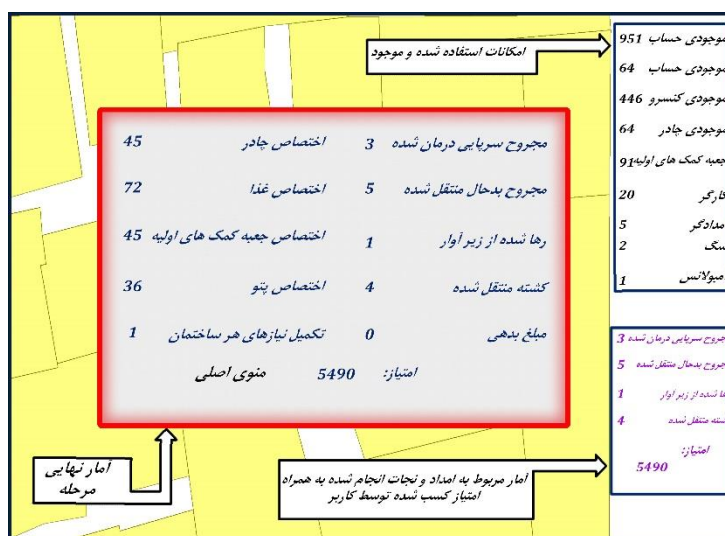 امکانات استفاده شده و موجود
موجودی حساب 951
موجودی حساب 64
موجودی کنسرو 446
موجودی چادر 64
جعبه کمک های اولیه 91
کارگر 20
امدادگر 5
سگ 2
آمبولانس 1
مجروح سرپایی درمان شده 3 اختصاص چادر 45
مجروح بدحال منتقل شده 5 اختصاص غذا 72
رها شده از زیر آوار 1 اختصاص جعبه کمک های اولیه 45
کشته منتقل شده 4 اختصاص پتو 36
مبلغ بدهی 0 تکمیل نیازهای هر ساختمان 1
امتیاز: 5490 منوی اصلی
مجروح سرپایی درمان شده 3
مجروح بدحال منتقل شده 5
رها شده از زیر آوار 1
کشته منتقل شده 4
امتیاز:
5490
آمار مربوط به امداد و نجات انجام شده به همراه
امتیاز کسب شده توسط کاربر
آمار نهایی
مرحله